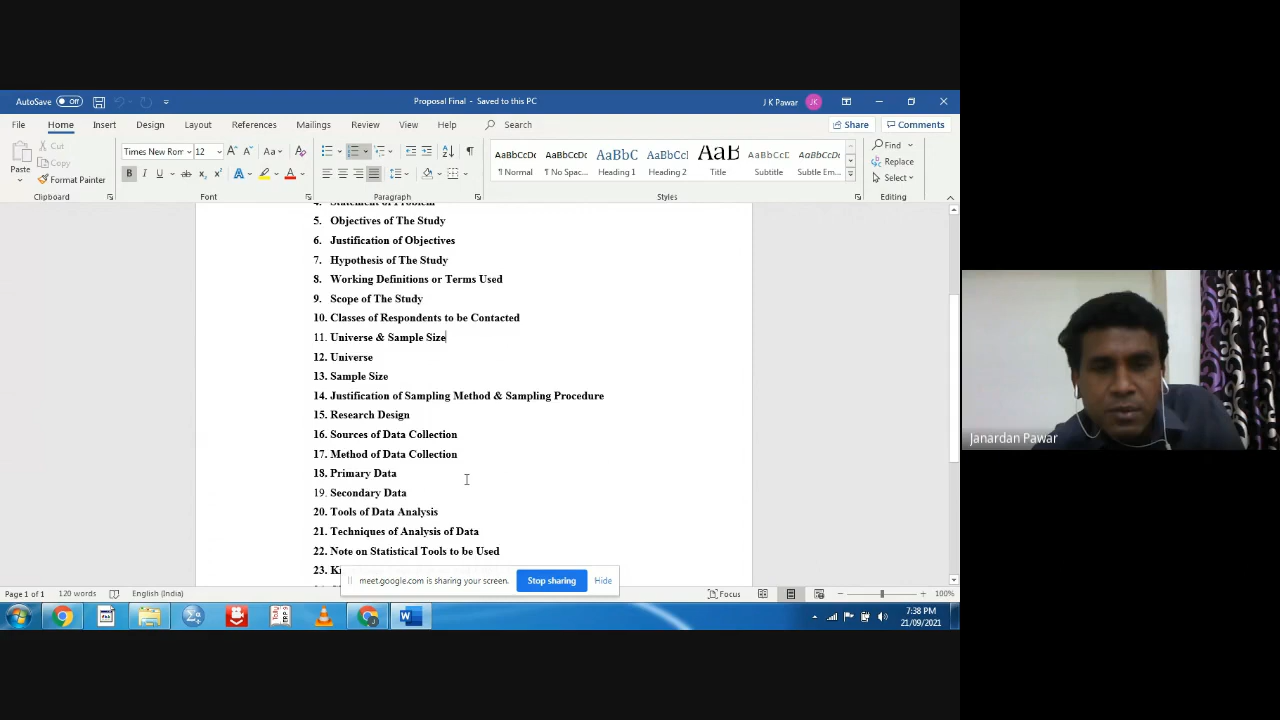 AutoSave Off Proposal Final - Saved to this PC J K Pawar JK
File Home Insert Design Layout References Mailings Review View Help Search Share Comments
Paste Cut Copy Format Painter Clipboard
Times New Rom 12 Font
Paragraph
AaBbCcDc AaBbCcDc AaBbC AaBbCcI AaB AaBbCcD AaBbCcDc
¶ Normal ¶ No Spac... Heading 1 Heading 2 Title Subtitle Subtle Em...
Styles
Find Replace Select Editing
4. Statement of Problem
5. Objectives of The Study
6. Justification of Objectives
7. Hypothesis of The Study
8. Working Definitions or Terms Used
9. Scope of The Study
10. Classes of Respondents to be Contacted
11. Universe & Sample Size
12. Universe
13. Sample Size
14. Justification of Sampling Method & Sampling Procedure
15. Research Design
16. Sources of Data Collection
17. Method of Data Collection
18. Primary Data
19. Secondary Data
20. Tools of Data Analysis
21. Techniques of Analysis of Data
22. Note on Statistical Tools to be Used
23.
meet.google.com is sharing your screen. Stop sharing Hide
Page 1 of 1 120 words English (India) Focus 100%
7:38 PM
21/09/2021
Janardan Pawar